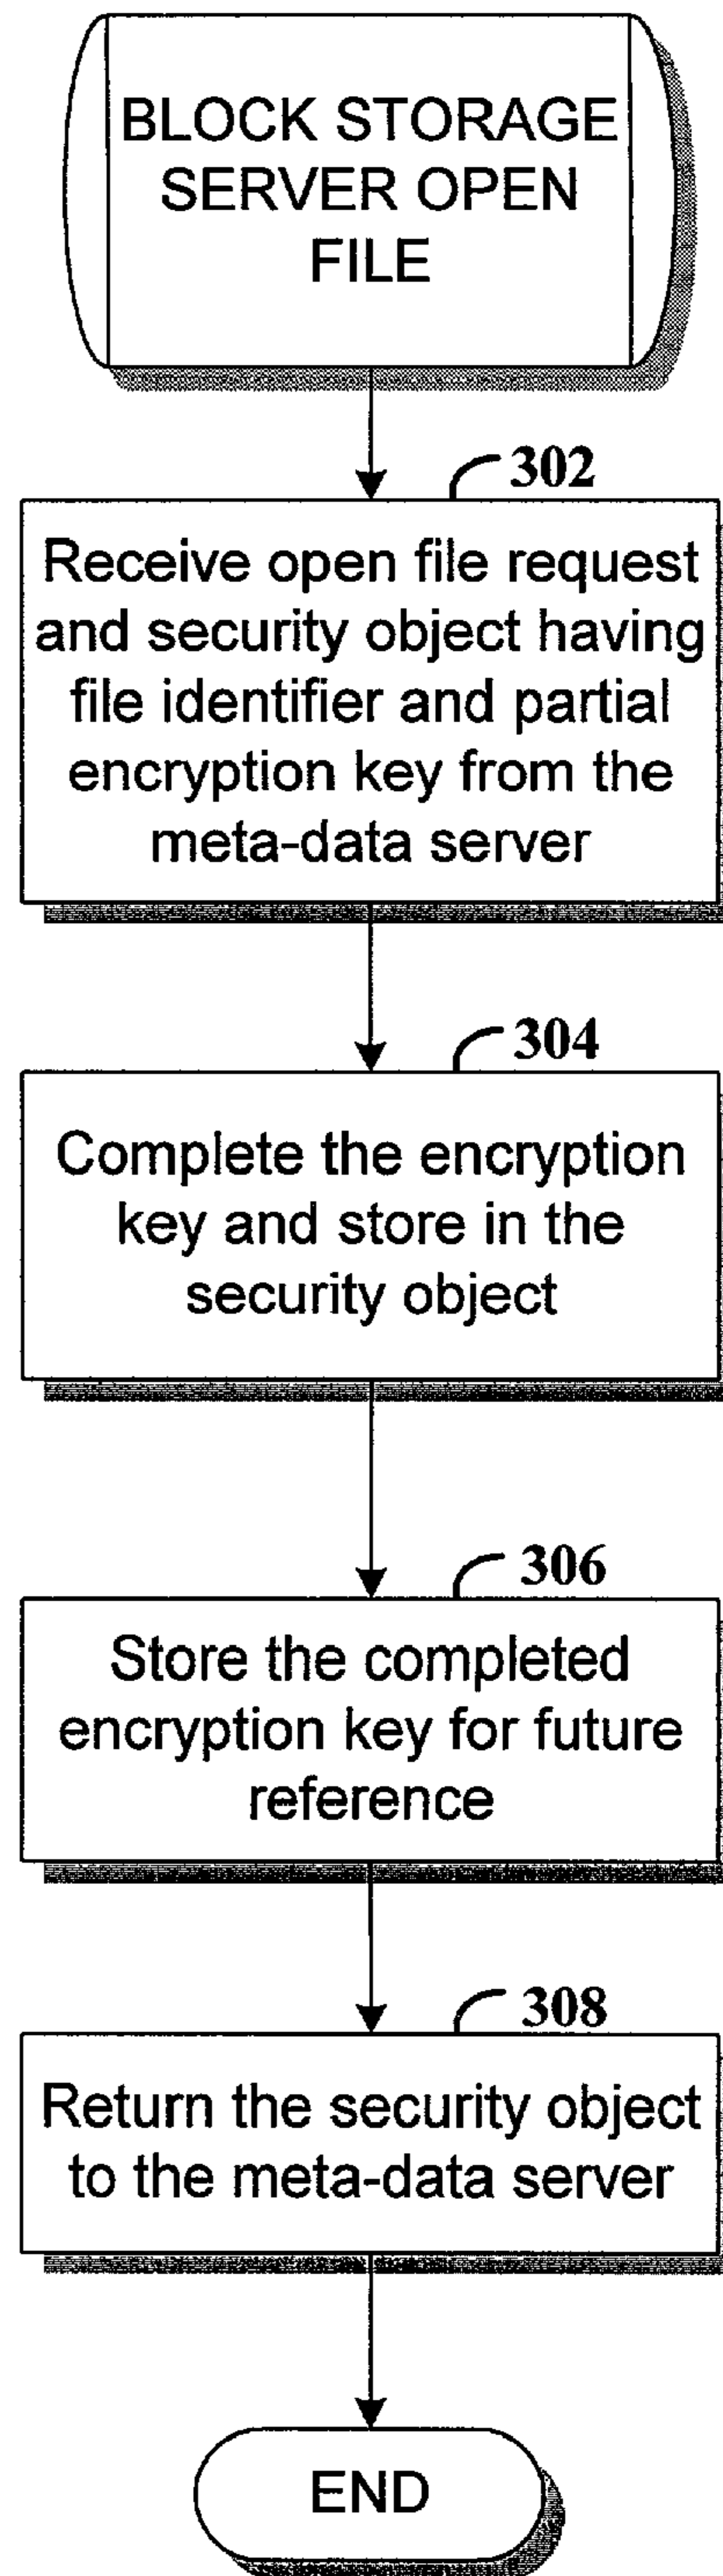 BLOCK STORAGE
SERVER OPEN
FILE
302
Receive open file request
and security object having
file identifier and partial
encryption key from the
meta-data server
304
Complete the encryption
key and store in the
security object
306
Store the completed
encryption key for future
reference
308
Return the security object
to the meta-data server
END